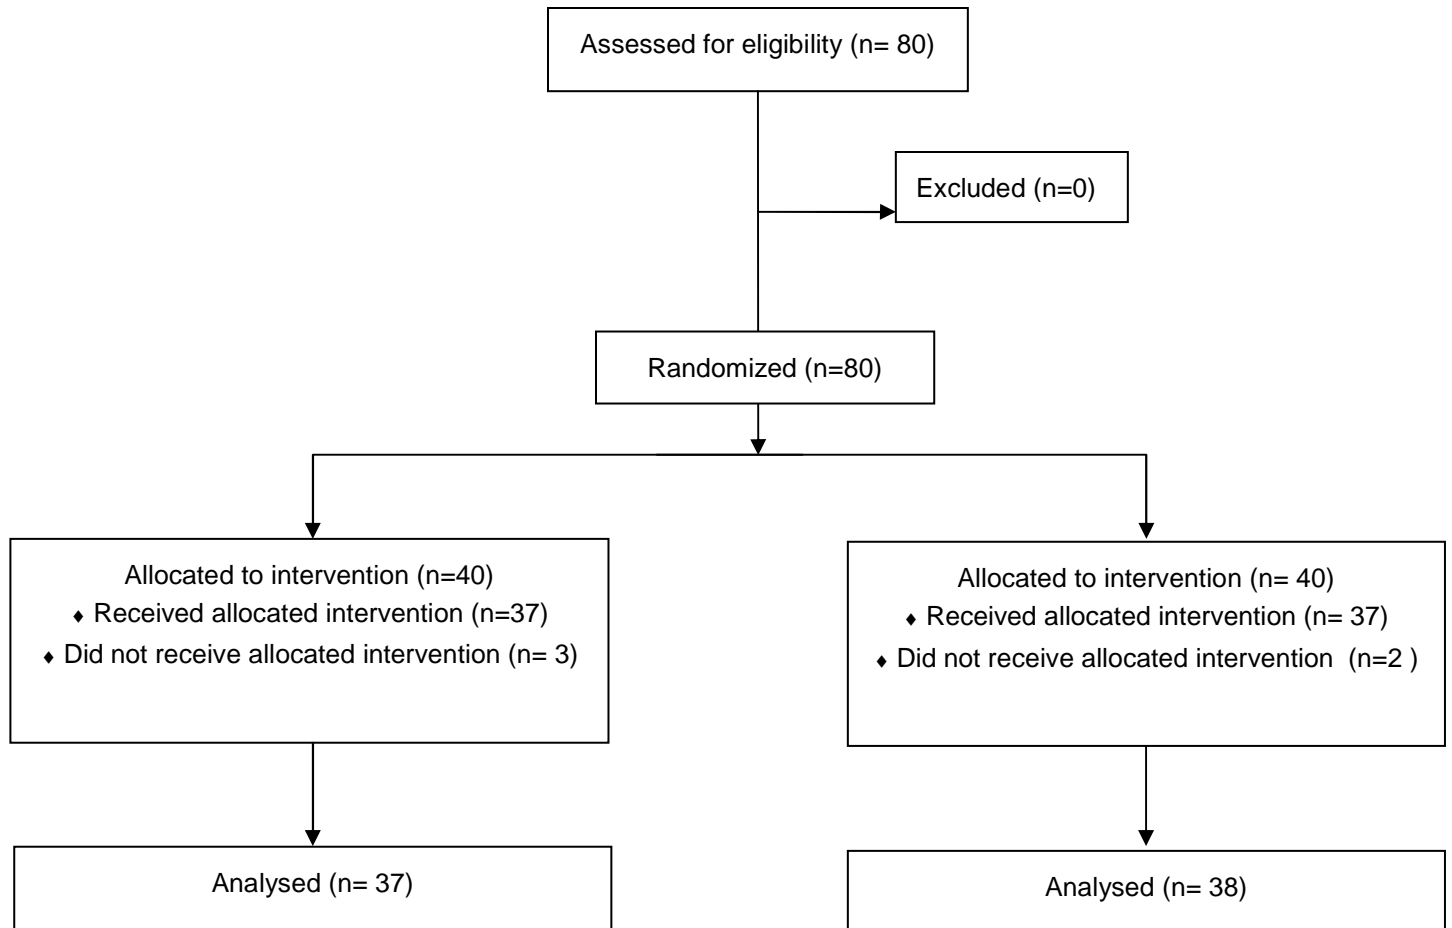 Assessed for eligibility (n= 80)
Excluded (n=0)
Randomized (n=80)
Allocated to intervention (n=40)
♦ Received allocated intervention (n=37)
♦ Did not receive allocated intervention (n= 3)
Allocated to intervention (n= 40)
♦ Received allocated intervention (n= 37)
♦ Did not receive allocated intervention (n=2 )
Analysed (n= 37)
Analysed (n= 38)